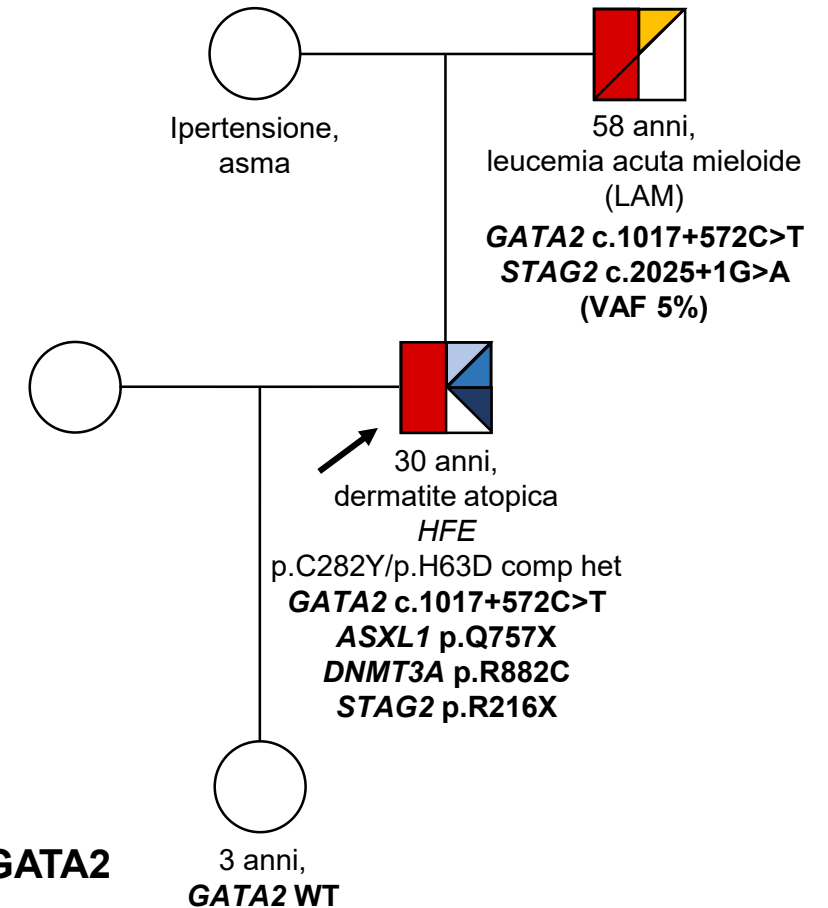 Ipertensione,
asma
58 anni,
leucemia acuta mieloide
(LAM)
GATA2 c.1017+572C>T
STAG2 c.2025+1G>A
(VAF 5%)
30 anni,
dermatite atopica
HFE
p.C282Y/p.H63D comp het
GATA2 c.1017+572C>T
ASXL1 p.Q757X
DNMT3A p.R882C
STAG2 p.R216X
GATA2
3 anni,
GATA2 WT